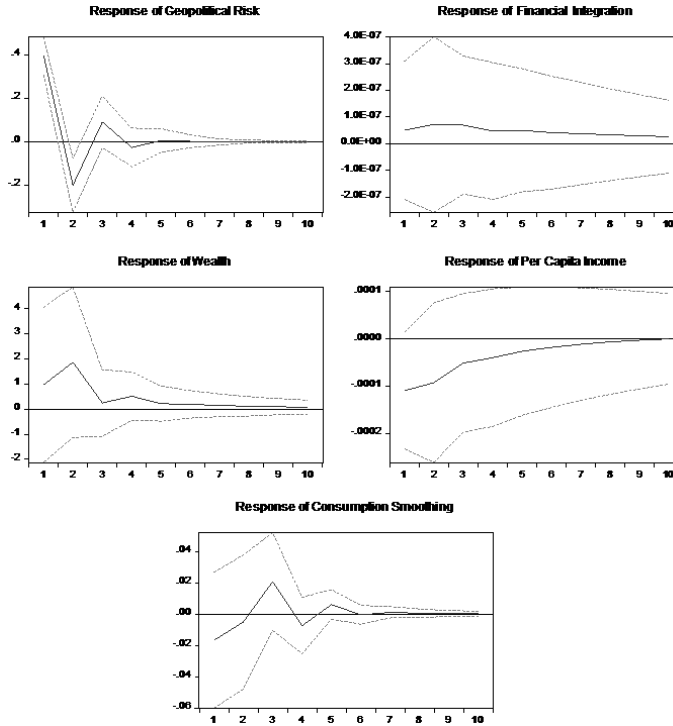 Response of Geopolitical Risk
.4
.2
.0
-.2
1 2 3 4 5 6 7 8 9 10
Response of Financial Integration
4.0E-07
3.0E-07
2.0E-07
1.0E-07
0.0E+00
-1.0E-07
-2.0E-07
1 2 3 4 5 6 7 8 9 10
Response of Wealth
4
3
2
1
0
-1
-2
1 2 3 4 5 6 7 8 9 10
Response of Per Capita Income
.0001
.0000
-.0001
-.0002
1 2 3 4 5 6 7 8 9 10
Response of Consumption Smoothing
.04
.02
.00
-.02
-.04
-.06
1 2 3 4 5 6 7 8 9 10